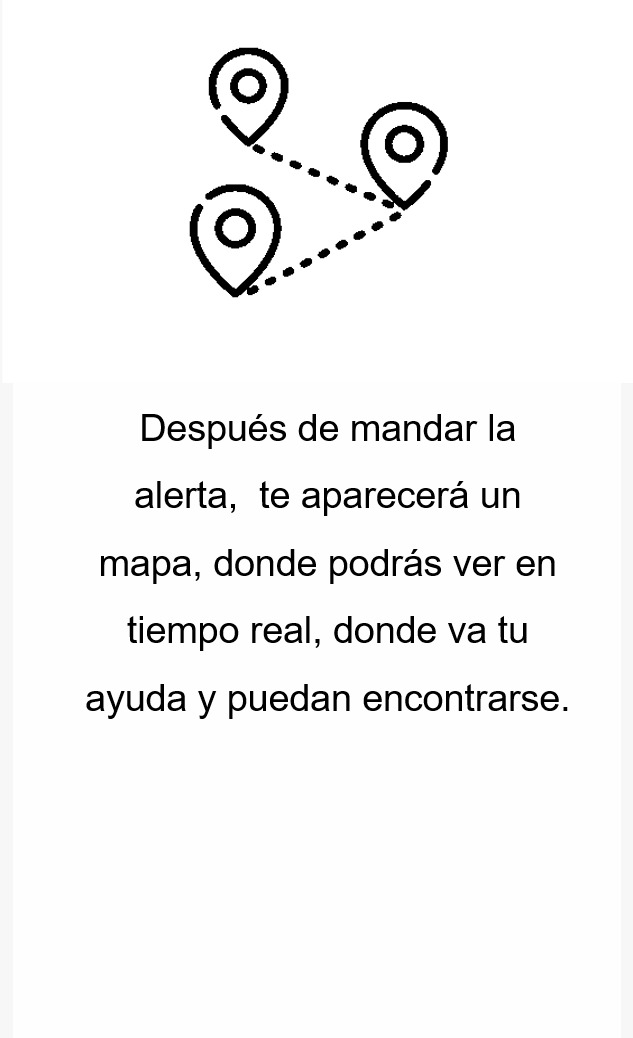 Después de mandar la
alerta,  te aparecerá un
mapa, donde podrás ver en
tiempo real, donde va tu
ayuda y puedan encontrarse.